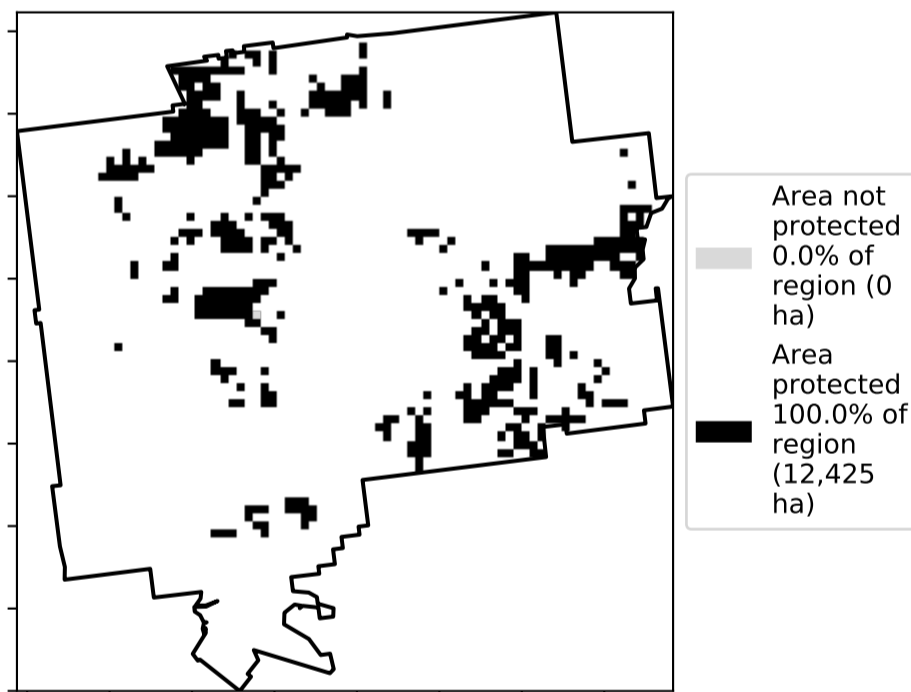 Area not
protected
0.0% of
region (0
ha)
Area
protected
100.0% of
region
(12,425
ha)